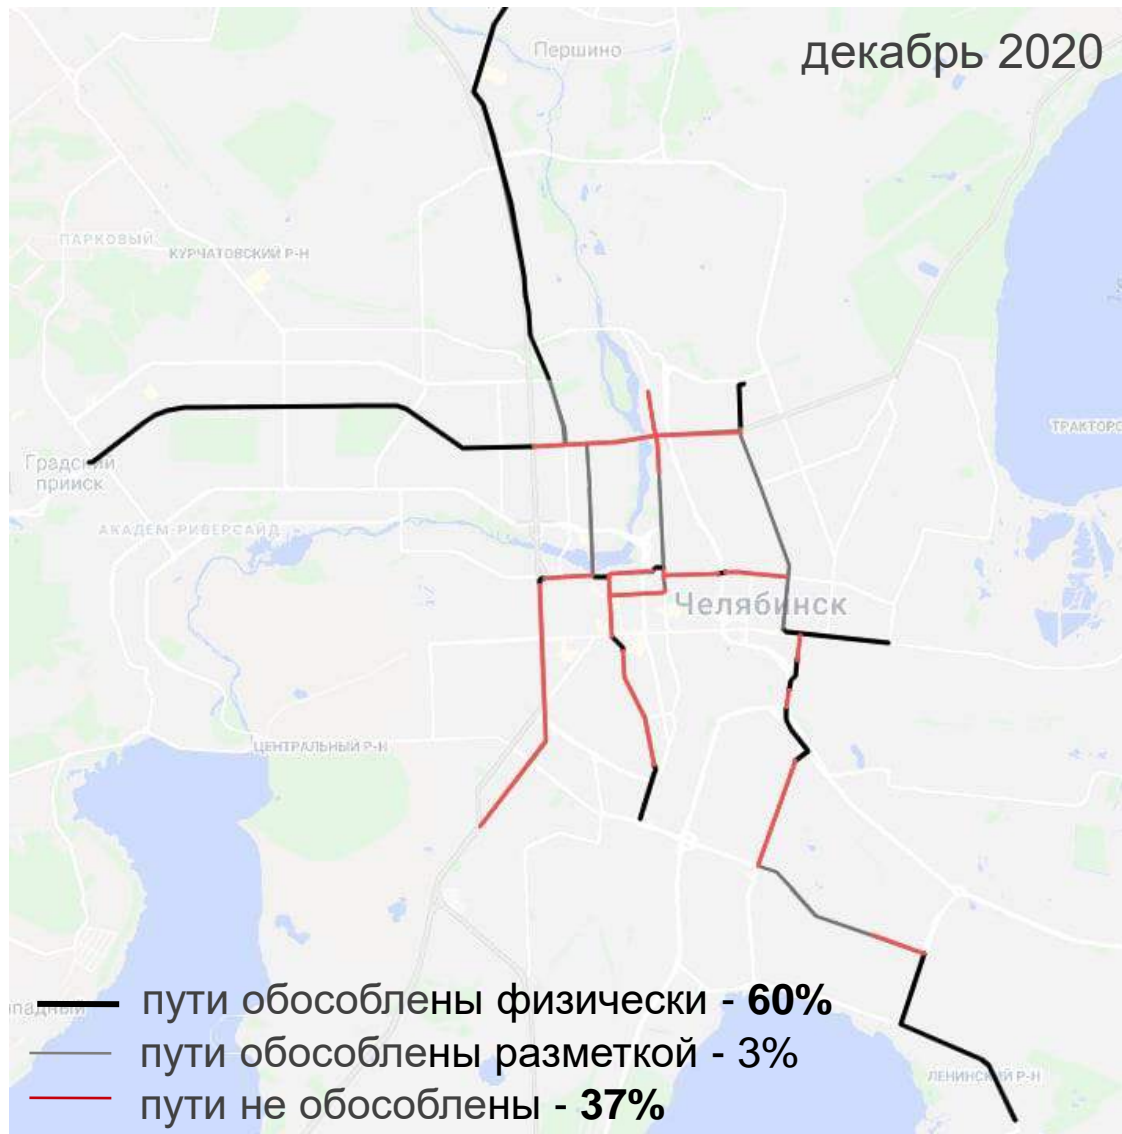 Першино
декабрь 2020
ПАРКОВЫЙ
КУРЧАТОВСКИЙ Р-Н
ТРАКТОРО
Градский
прииск
АКАДЕМ-РИВЕРСАЙД
Челябинск
ЦЕНТРАЛЬНЫЙ Р-Н
пути обособлены физически - 60%
падный
пути обособлены разметкой - 3%
ЛЕНИНСКИЙ Р-Н
пути не обособлены - 37%